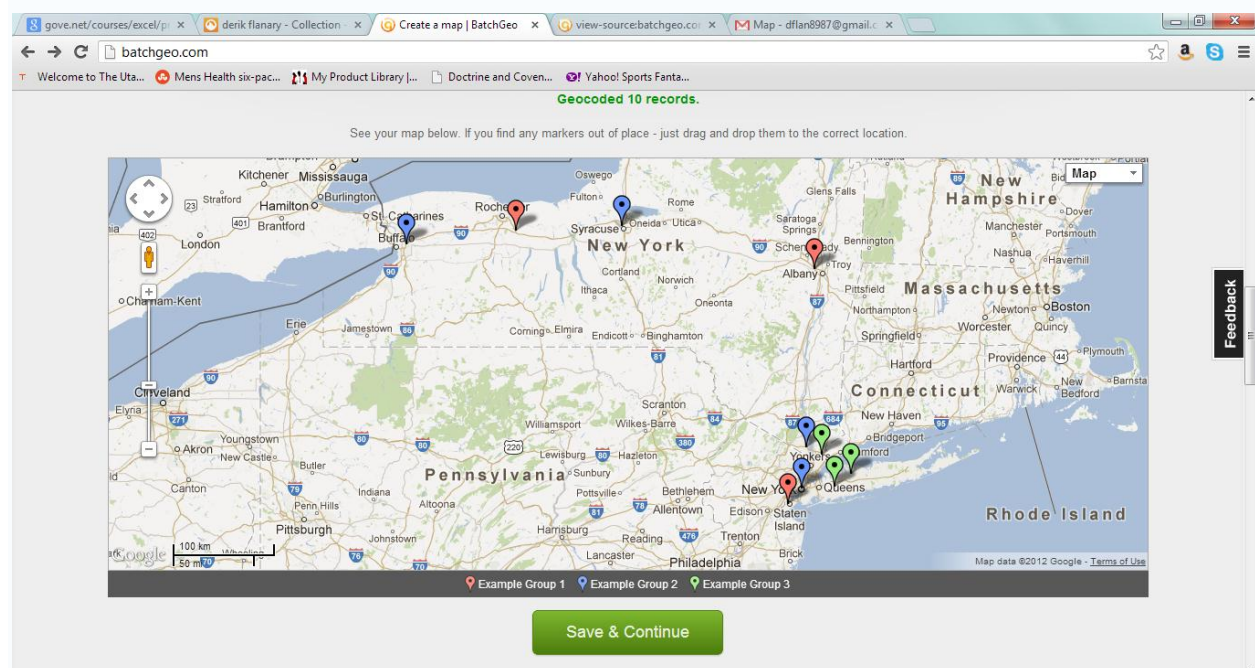 gove.net/courses/excel/pr
derik flanary - Collection
Create a map | BatchGeo
view-source:batchgeo.co
Map - dflan8987@gmail.c
batchgeo.com
Welcome to The Uta...
Mens Health six-pac...
My Product Library |...
Doctrine and Coven...
Yahoo! Sports Fanta...
Geocoded 10 records.
See your map below. If you find any markers out of place - just drag and drop them to the correct location.
Map
Kitchener
Mississauga
Oswego
Stratford
Hamilton
Burlington
Fulton
Rome
Glens Falls
New Hampshire
Dover
Brantford
Syracuse
Oneida
Utica
Saratoga Springs
Manchester
Portsmouth
London
Buffalo
New York
Bennington
Nashua
Haverhill
Troy
Albany
Cortland
Norwich
Pittsfield
Massachusetts
Ithaca
Oneonta
Northampton
Newton
Boston
Erie
Jamestown
Corning
Elmira
Endicott
Binghamton
Springfield
Worcester
Quincy
Hartford
Providence
Plymouth
Connecticut
Warwick
New Bedford
Barnsta
Elyria
Scranton
New Haven
Williamsport
Wilkes-Barre
Bridgeport
Youngstown
Akron
New Castle
Butler
Lewisburg
Hazleton
Canton
Pennsylvania
Sunbury
Queens
Indiana
Altoona
Pottsville
Bethlehem
Penn Hills
Allentown
Edison
Staten Island
Rhode Island
Pittsburgh
Johnstown
Harrisburg
Reading
Trenton
Lancaster
Philadelphia
Brick
Google
100 km
50 mi
Map data ©2012 Google - Terms of Use
Example Group 1
Example Group 2
Example Group 3
Save & Continue
Feedback